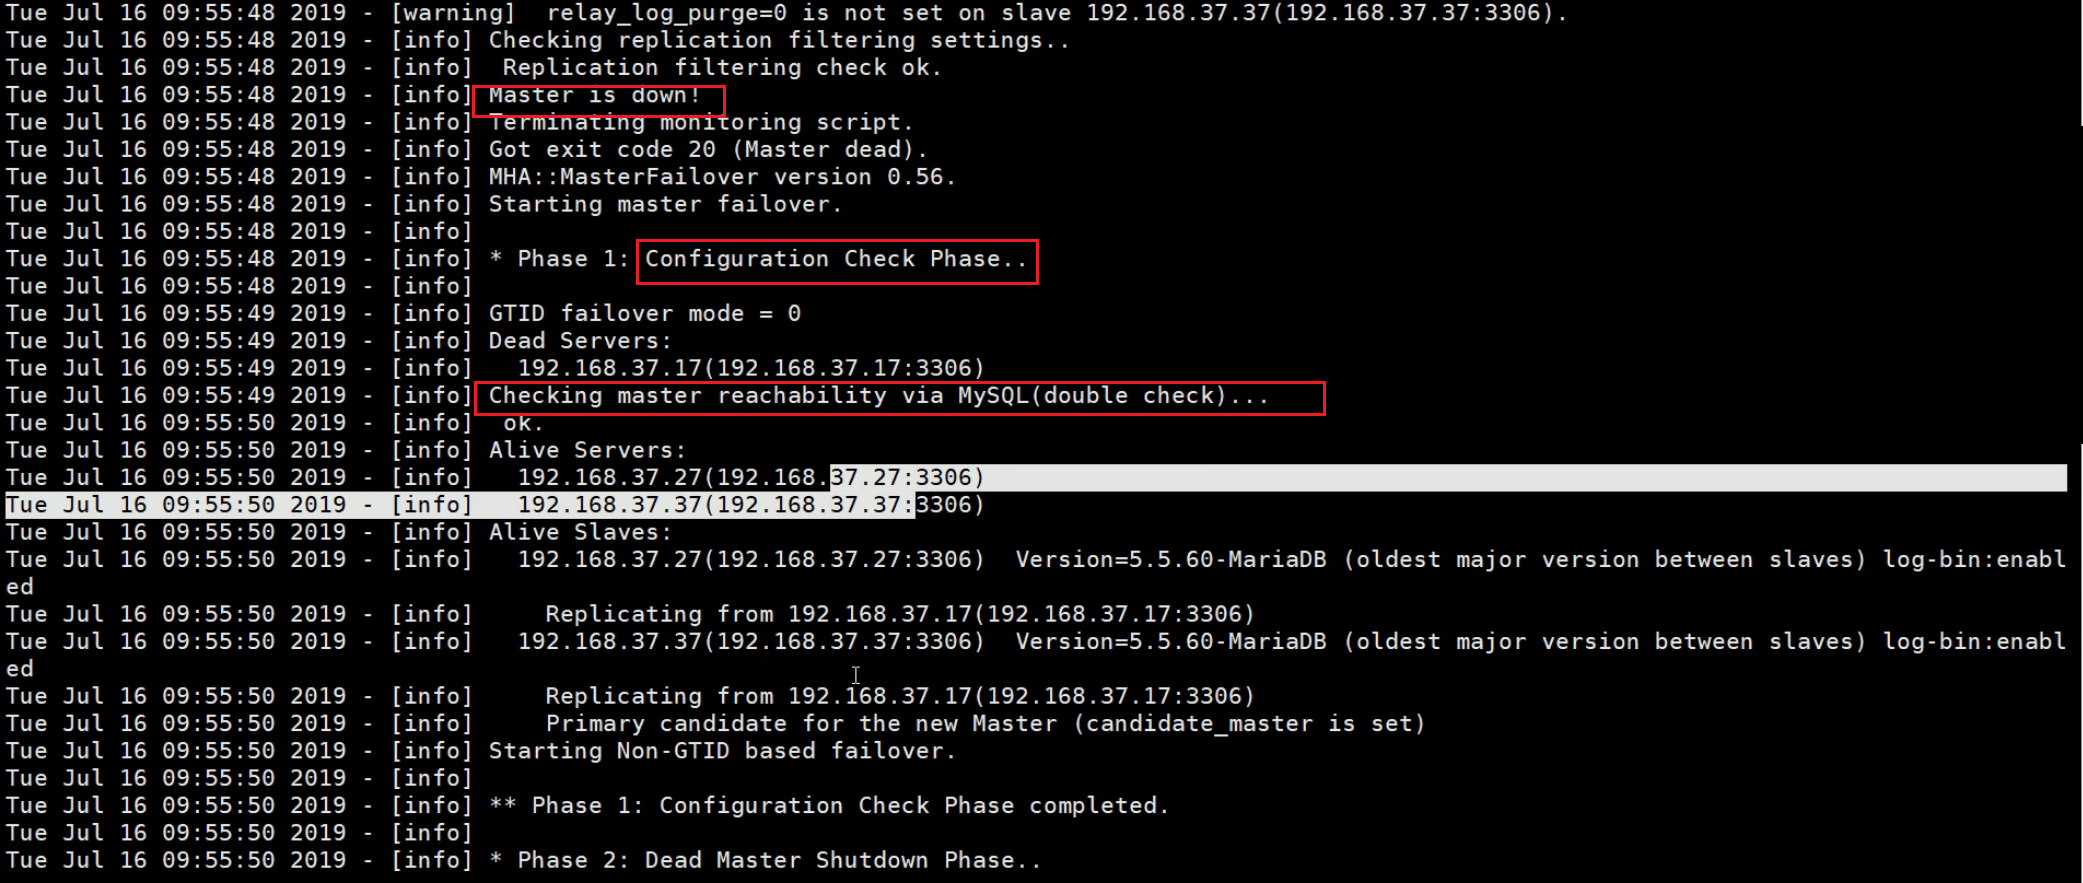 Tue Jul 16 09:55:48 2019 - [warning]  relay_log_purge=0 is not set on slave 192.168.37.37(192.168.37.37:3306).
Tue Jul 16 09:55:48 2019 - [info] Checking replication filtering settings..
Tue Jul 16 09:55:48 2019 - [info]  Replication filtering check ok.
Tue Jul 16 09:55:48 2019 - [info] Master is down!
Tue Jul 16 09:55:48 2019 - [info] Terminating monitoring script.
Tue Jul 16 09:55:48 2019 - [info] Got exit code 20 (Master dead).
Tue Jul 16 09:55:48 2019 - [info] MHA::MasterFailover version 0.56.
Tue Jul 16 09:55:48 2019 - [info] Starting master failover.
Tue Jul 16 09:55:48 2019 - [info]
Tue Jul 16 09:55:48 2019 - [info] * Phase 1: Configuration Check Phase..
Tue Jul 16 09:55:48 2019 - [info]
Tue Jul 16 09:55:49 2019 - [info] GTID failover mode = 0
Tue Jul 16 09:55:49 2019 - [info] Dead Servers:
Tue Jul 16 09:55:49 2019 - [info]   192.168.37.17(192.168.37.17:3306)
Tue Jul 16 09:55:49 2019 - [info] Checking master reachability via MySQL(double check)...
Tue Jul 16 09:55:50 2019 - [info]  ok.
Tue Jul 16 09:55:50 2019 - [info] Alive Servers:
Tue Jul 16 09:55:50 2019 - [info]   192.168.37.27(192.168.37.27:3306)
Tue Jul 16 09:55:50 2019 - [info]   192.168.37.37(192.168.37.37:3306)
Tue Jul 16 09:55:50 2019 - [info] Alive Slaves:
Tue Jul 16 09:55:50 2019 - [info]   192.168.37.27(192.168.37.27:3306)  Version=5.5.60-MariaDB (oldest major version between slaves) log-bin:enabl
ed
Tue Jul 16 09:55:50 2019 - [info]     Replicating from 192.168.37.17(192.168.37.17:3306)
Tue Jul 16 09:55:50 2019 - [info]   192.168.37.37(192.168.37.37:3306)  Version=5.5.60-MariaDB (oldest major version between slaves) log-bin:enabl
ed
Tue Jul 16 09:55:50 2019 - [info]     Replicating from 192.168.37.17(192.168.37.17:3306)
Tue Jul 16 09:55:50 2019 - [info]     Primary candidate for the new Master (candidate_master is set)
Tue Jul 16 09:55:50 2019 - [info] Starting Non-GTID based failover.
Tue Jul 16 09:55:50 2019 - [info]
Tue Jul 16 09:55:50 2019 - [info] ** Phase 1: Configuration Check Phase completed.
Tue Jul 16 09:55:50 2019 - [info]
Tue Jul 16 09:55:50 2019 - [info] * Phase 2: Dead Master Shutdown Phase..